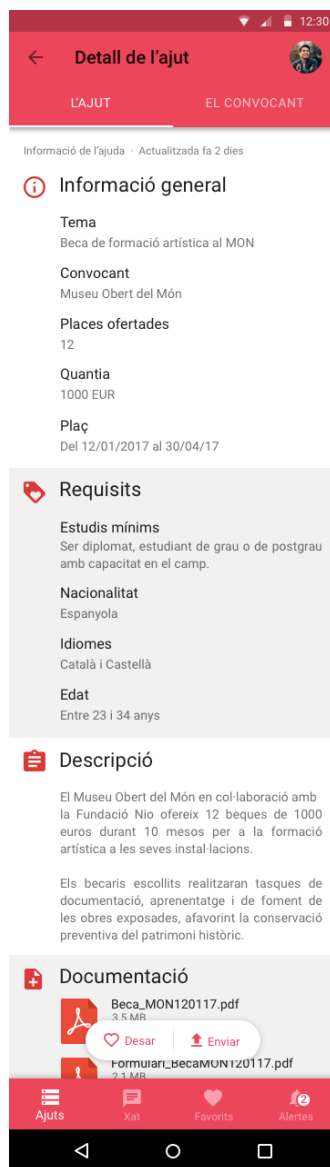 12:30
Detall de l'ajut
L'AJUT EL CONVOCANT
Informació de l'ajuda · Actualitzada fa 2 dies
Informació general
Tema
Beca de formació artística al MON
Convocant
Museu Obert del Món
Places ofertades
12
Quantia
1000 EUR
Plaç
Del 12/01/2017 al 30/04/17
Requisits
Estudis mínims
Ser diplomat, estudiant de grau o de postgrau
amb capacitat en el camp.
Nacionalitat
Espanyola
Idiomes
Català i Castellà
Edat
Entre 23 i 34 anys
Descripció
El Museu Obert del Món en col·laboració amb
la Fundació Nio ofereix 12 beques de 1000
euros durant 10 mesos per a la formació
artística a les seves instal·lacions.
Els becaris escollits realitzaran tasques de
documentació, aprenentatge i de foment de
les obres exposades, afavorint la conservació
preventiva del patrimoni històric.
Documentació
Beca_MON120117.pdf
3.5 MB
Desar Enviar
Formulari_BecaMON120117.pdf
2.1 MB
2
Ajuts Xat Favorits Alertes